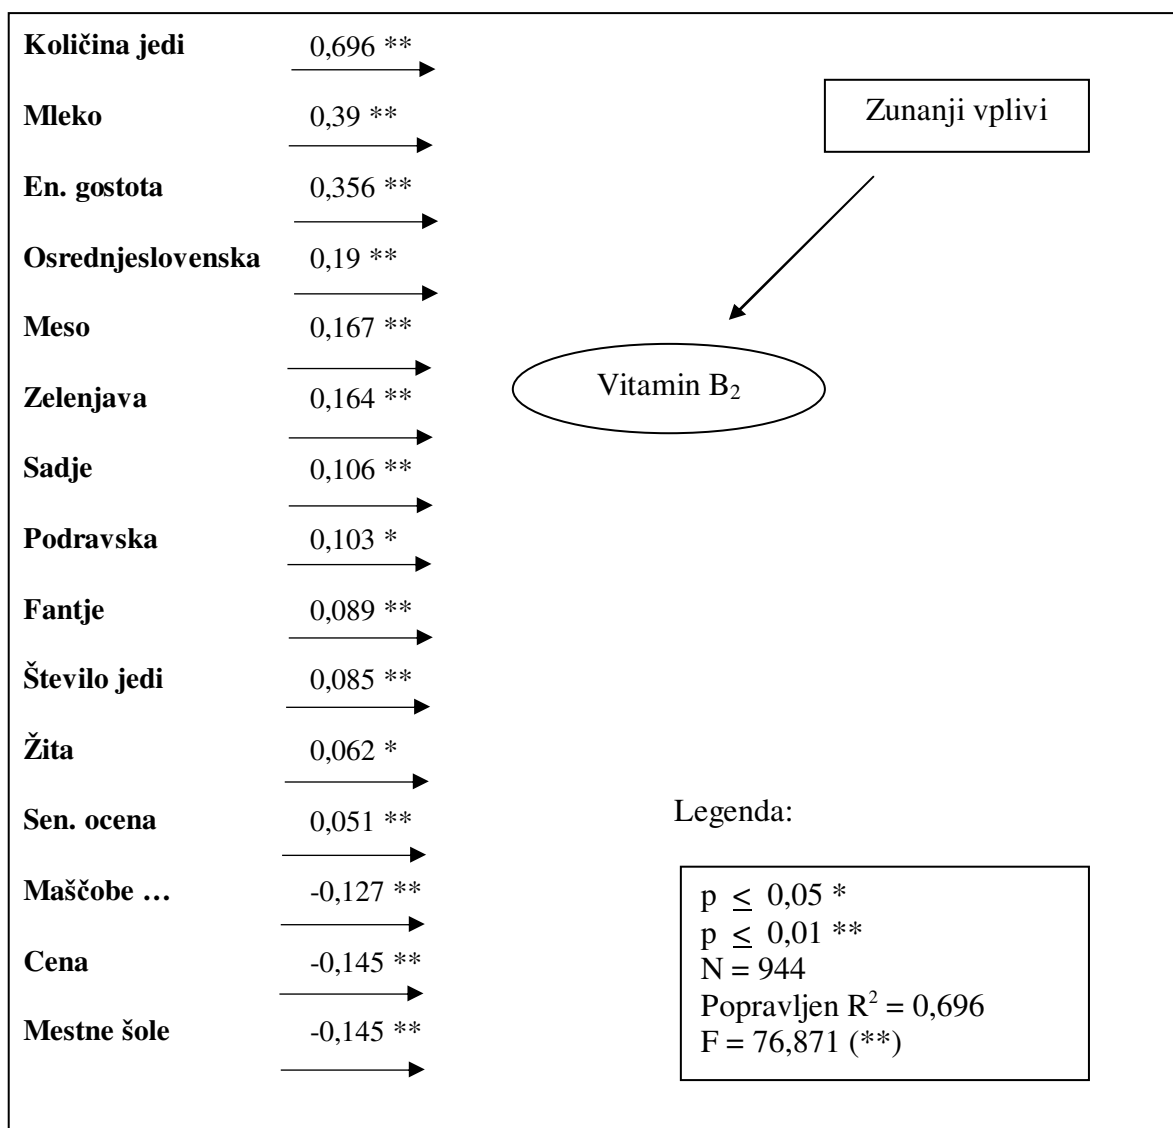 Količina jedi 0,696 **
Mleko 0,39 **
Zunanji vplivi
En. gostota 0,356 **
Osrednjeslovenska 0,19 **
Meso 0,167 **
Zelenjava 0,164 **
Vitamin B₂
Sadje 0,106 **
Podravska 0,103 *
Fantje 0,089 **
Število jedi 0,085 **
Žita 0,062 *
Sen. ocena 0,051 **
Maščobe … -0,127 **
Cena -0,145 **
Mestne šole -0,145 **
Legenda:
p ≤ 0,05 *
p ≤ 0,01 **
N = 944
Popravljen R² = 0,696
F = 76,871 (**)